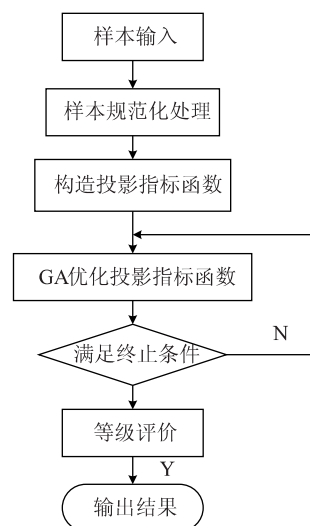 样本输入
样本规范化处理
构造投影指标函数
GA优化投影指标函数
满足终止条件
N
等级评价
Y
输出结果